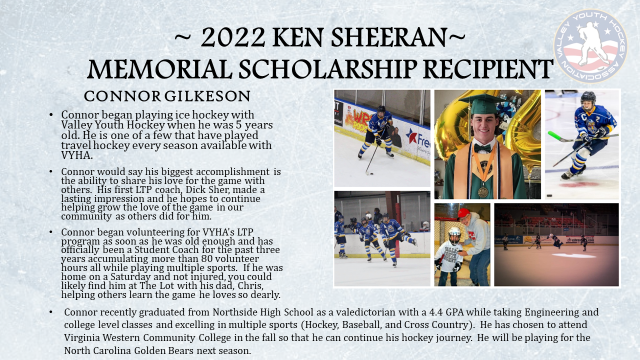 ~ 2022 KEN SHEERAN~
MEMORIAL SCHOLARSHIP RECIPIENT
CONNOR GILKESON
• Connor began playing ice hockey with
Valley Youth Hockey when he was 5 years
old. He is one of a few that have played
travel hockey every season available with
VYHA.
• Connor would say his biggest accomplishment is
the ability to share his love for the game with
others. His first LTP coach, Dick Sher, made a
lasting impression and he hopes to continue
helping grow the love of the game in our
community as others did for him.
• Connor began volunteering for VYHA's LTP
program as soon as he was old enough and has
officially been a Student Coach for the past three
years accumulating more than 80 volunteer
hours all while playing multiple sports. If he was
home on a Saturday and not injured, you could
likely find him at The Lot with his dad, Chris,
helping others learn the game he loves so dearly.
• Connor recently graduated from Northside High School as a valedictorian with a 4.4 GPA while taking Engineering and
college level classes and excelling in multiple sports (Hockey, Baseball, and Cross Country). He has chosen to attend
Virginia Western Community College in the fall so that he can continue his hockey journey. He will be playing for the
North Carolina Golden Bears next season.
VALLEY YOUTH HOCKEY ASSOCIATION